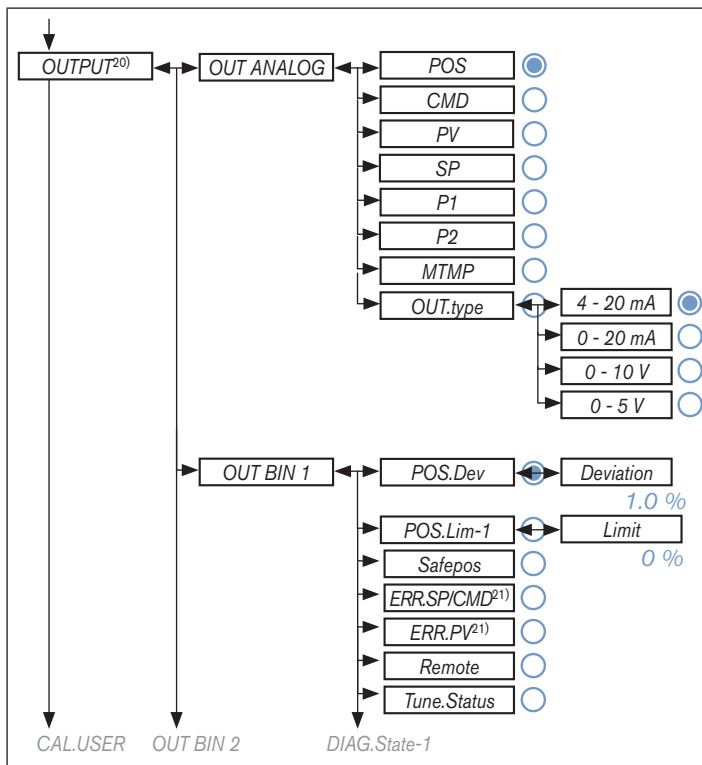 OUTPUT20) OUT ANALOG POS
CMD
PV
SP
P1
P2
MTMP
OUT.type 4 - 20 mA
0 - 20 mA
0 - 10 V
0 - 5 V
OUT BIN 1 POS.Dev Deviation
1.0 %
POS.Lim-1 Limit
0 %
Safepos
ERR.SP/CMD21)
ERR.PV21)
Remote
Tune.Status
CAL.USER OUT BIN 2 DIAG.State-1